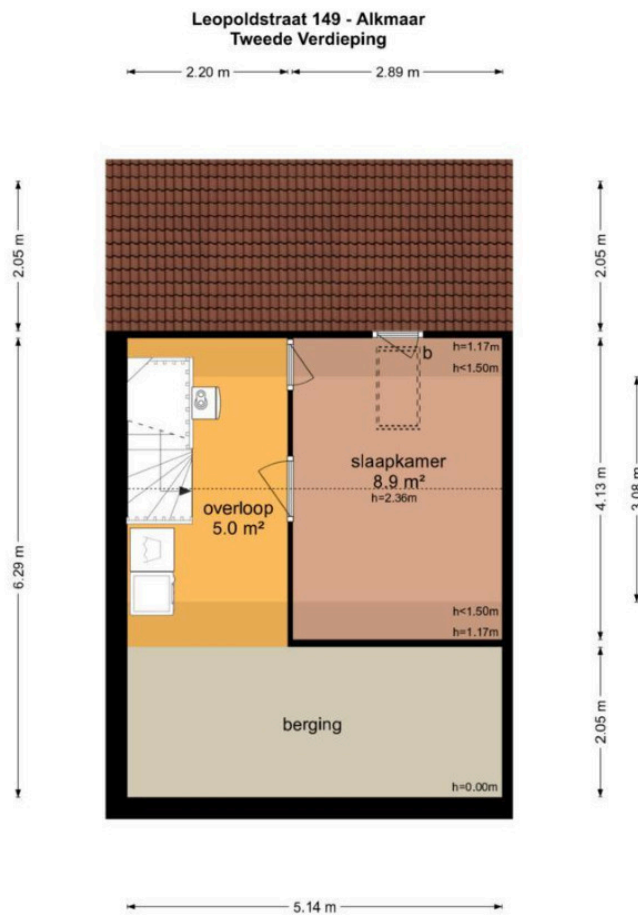 Leopoldstraat 149 - Alkmaar
Tweede Verdieping
2.20 m
2.89 m
2.05 m
2.05 m
b
h=1.17m
h<1.50m
slaapkamer
8.9 m²
h=2.36m
overloop
5.0 m²
6.29 m
4.13 m
3.08 m
h<1.50m
h=1.17m
berging
2.05 m
h=0.00m
5.14 m